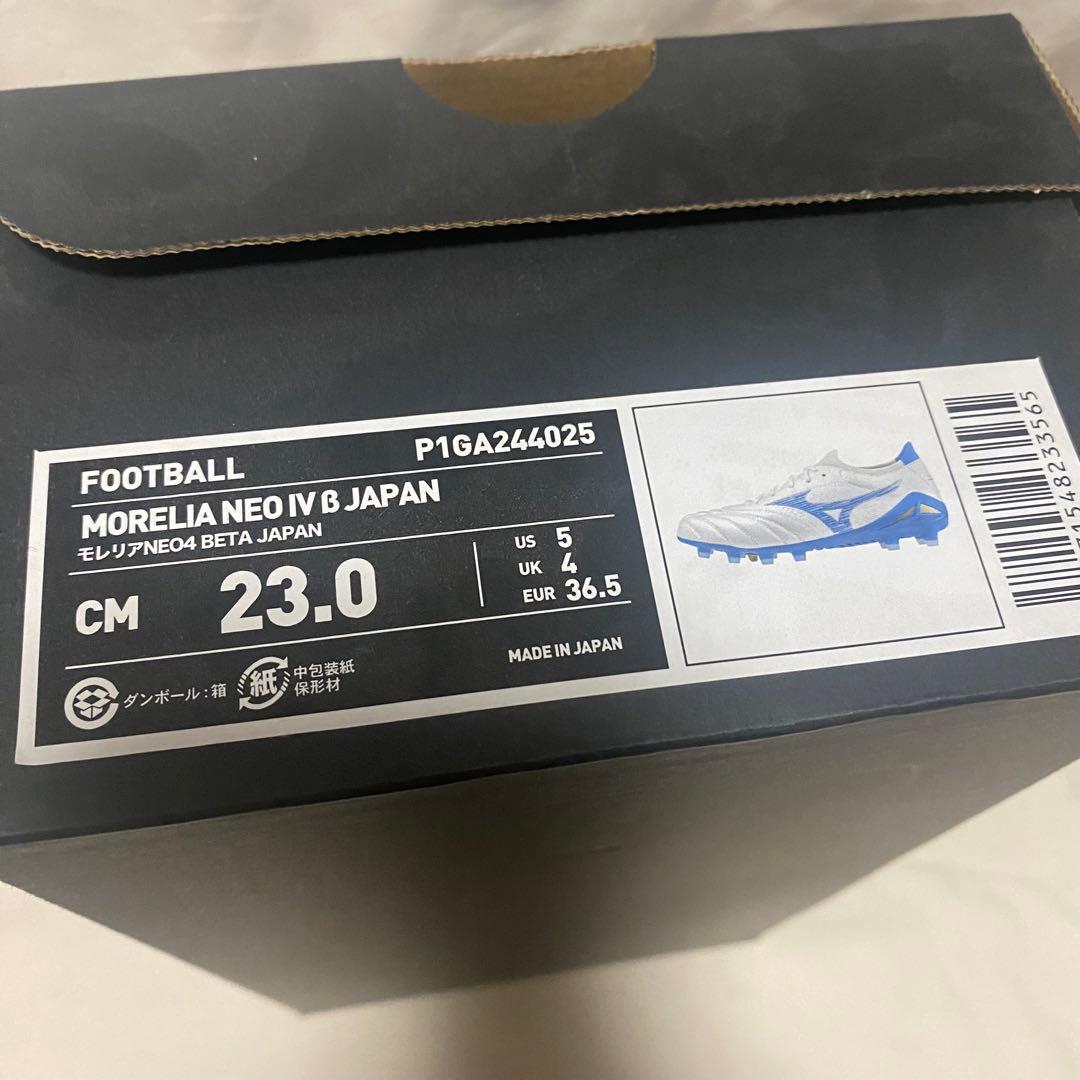 FOOTBALL
P1GA244025
MORELIA NEO IV β JAPAN
モレリアNEO4 BETA JAPAN
CM 23.0
US 5
UK 4
EUR 36.5
MADE IN JAPAN
ダンボール : 箱
紙
中包装紙
保形材